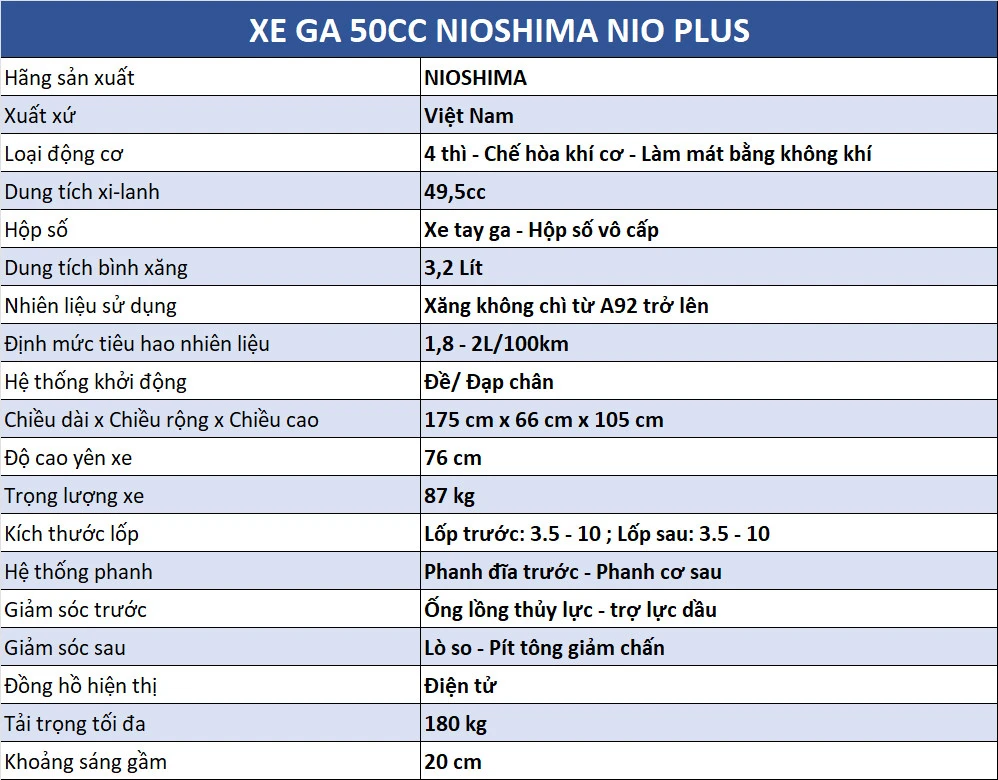 XE GA 50CC NIOSHIMA NIO PLUS
Hãng sản xuất NIOSHIMA
Xuất xứ Việt Nam
Loại động cơ 4 thì - Chế hòa khí cơ - Làm mát bằng không khí
Dung tích xi-lanh 49,5cc
Hộp số Xe tay ga - Hộp số vô cấp
Dung tích bình xăng 3,2 Lít
Nhiên liệu sử dụng Xăng không chì từ A92 trở lên
Định mức tiêu hao nhiên liệu 1,8 - 2L/100km
Hệ thống khởi động Đề/ Đạp chân
Chiều dài x Chiều rộng x Chiều cao 175 cm x 66 cm x 105 cm
Độ cao yên xe 76 cm
Trọng lượng xe 87 kg
Kích thước lốp Lốp trước: 3.5 - 10 ; Lốp sau: 3.5 - 10
Hệ thống phanh Phanh đĩa trước - Phanh cơ sau
Giảm sóc trước Ống lồng thủy lực - trợ lực dầu
Giảm sóc sau Lò so - Pít tông giảm chấn
Đồng hồ hiện thị Điện tử
Tải trọng tối đa 180 kg
Khoảng sáng gầm 20 cm